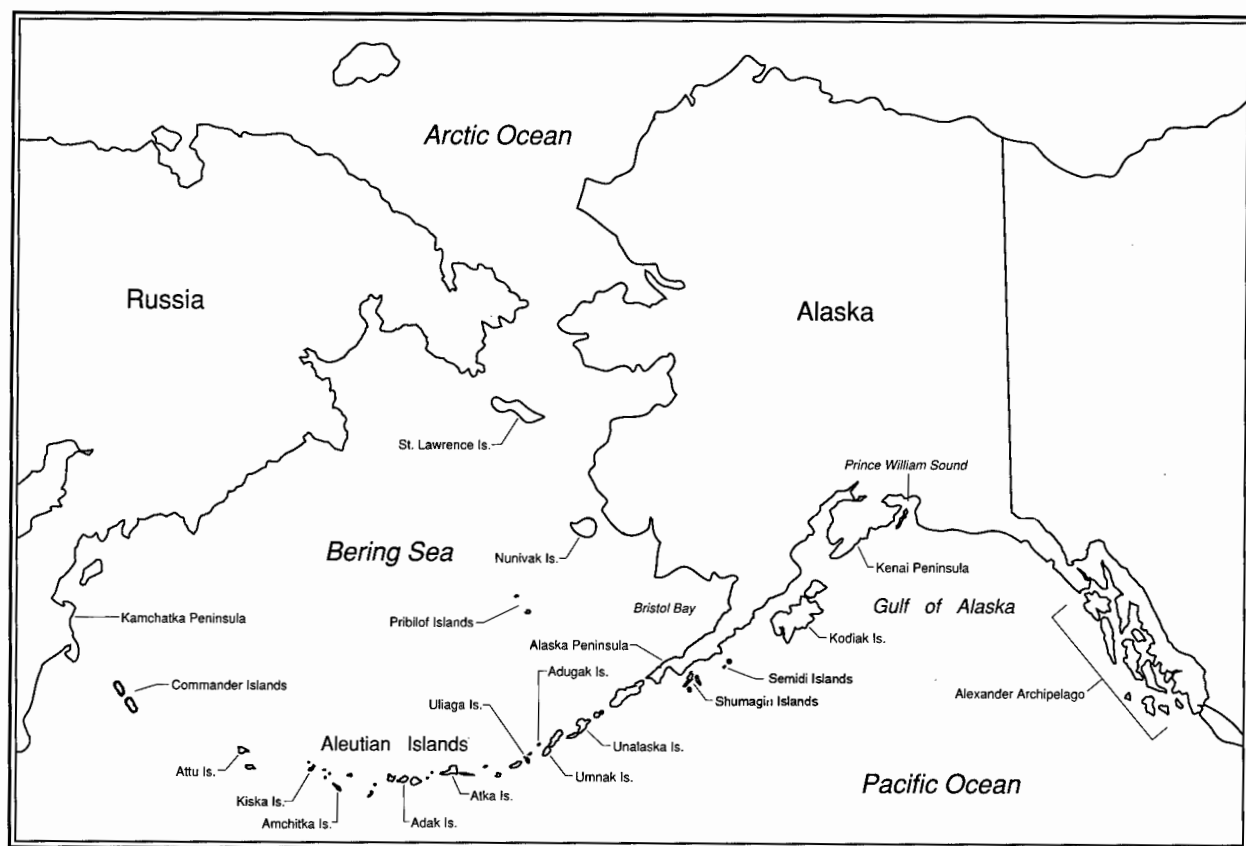 Arctic Ocean
Russia
Alaska
St. Lawrence Is.
Prince William Sound
Bering Sea
Nunivak Is.
Kenai Peninsula
Kamchatka Peninsula
Pribilof Islands
Bristol Bay
Gulf of Alaska
Kodiak Is.
Alaska Peninsula
Adugak Is.
Semidi Islands
Commander Islands
Shumagin Islands
Alexander Archipelago
Uliaga Is.
Aleutian Islands
Unalaska Is.
Attu Is.
Umnak Is.
Kiska Is.
Atka Is.
Pacific Ocean
Amchitka Is.
Adak Is.